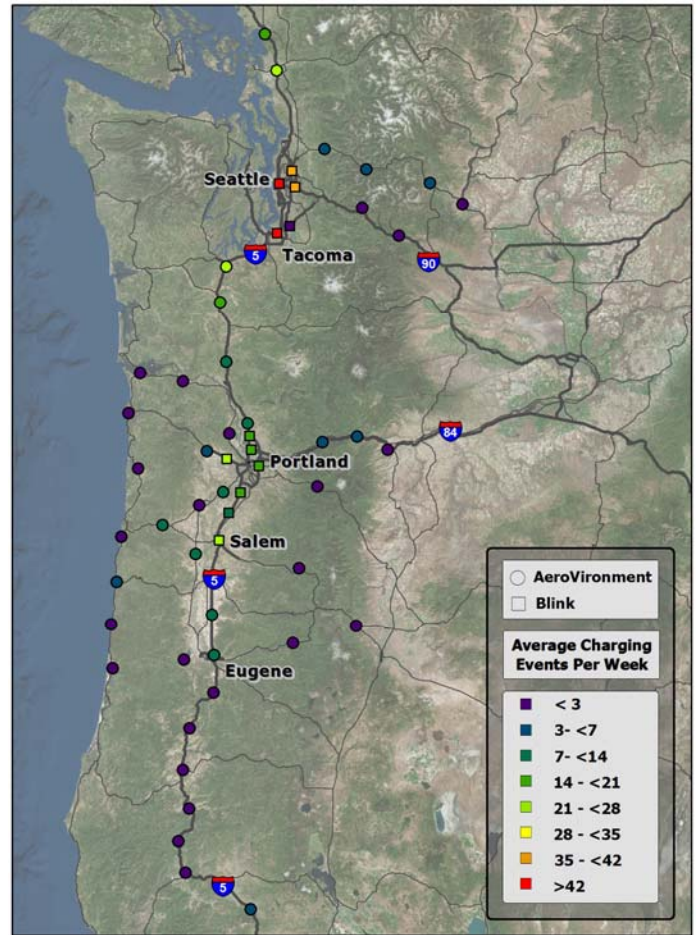 Seattle
Tacoma
5
90
84
Portland
Salem
5
Eugene
5
AeroVironment
Blink
Average Charging
Events Per Week
< 3
3- <7
7- <14
14 - <21
21 - <28
28 - <35
35 - <42
>42